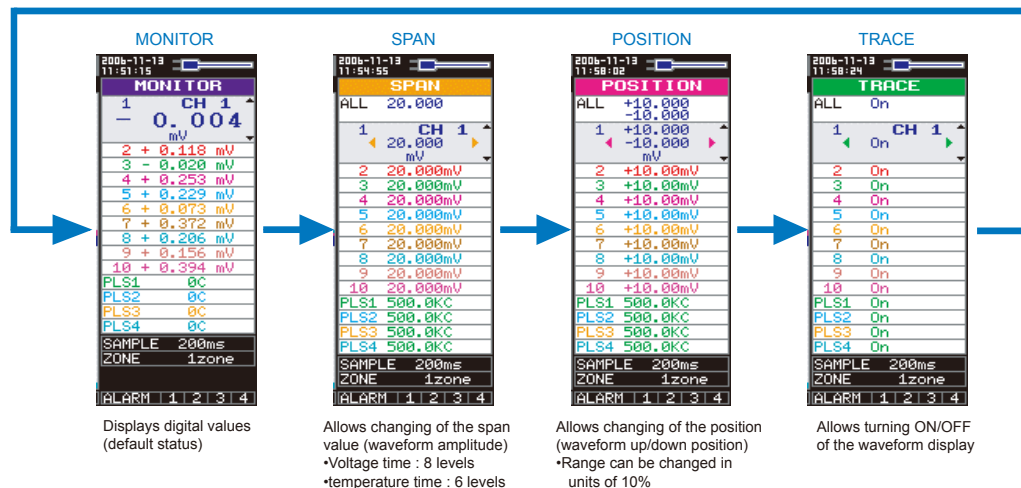 MONITOR
2006-11-13
11:51:15
MONITOR
1 CH 1
- 0.004
mV
2 + 0.118 mV
3 - 0.020 mV
4 + 0.253 mV
5 + 0.229 mV
6 + 0.073 mV
7 + 0.372 mV
8 + 0.206 mV
9 + 0.156 mV
10 + 0.394 mV
PLS1 0C
PLS2 0C
PLS3 0C
PLS4 0C
SAMPLE 200ms
ZONE 1zone
ALARM 1 2 3 4
Displays digital values
(default status)
SPAN
2006-11-13
11:54:55
SPAN
ALL 20.000
1 CH 1
20.000
mV
2 20.000mV
3 20.000mV
4 20.000mV
5 20.000mV
6 20.000mV
7 20.000mV
8 20.000mV
9 20.000mV
10 20.000mV
PLS1 500.0KC
PLS2 500.0KC
PLS3 500.0KC
PLS4 500.0KC
SAMPLE 200ms
ZONE 1zone
ALARM 1 2 3 4
Allows changing of the span
value (waveform amplitude)
•Voltage time : 8 levels
•temperature time : 6 levels
POSITION
2006-11-13
11:58:02
POSITION
ALL +10.000
-10.000
1 +10.000
-10.000
mV
2 +10.00mV
3 +10.00mV
4 +10.00mV
5 +10.00mV
6 +10.00mV
7 +10.00mV
8 +10.00mV
9 +10.00mV
10 +10.00mV
PLS1 500.0KC
PLS2 500.0KC
PLS3 500.0KC
PLS4 500.0KC
SAMPLE 200ms
ZONE 1zone
ALARM 1 2 3 4
Allows changing of the position
(waveform up/down position)
•Range can be changed in
units of 10%
TRACE
2006-11-13
11:58:24
TRACE
ALL On
1 CH 1
On
2 On
3 On
4 On
5 On
6 On
7 On
8 On
9 On
10 On
PLS1 On
PLS2 On
PLS3 On
PLS4 On
SAMPLE 200ms
ZONE 1zone
ALARM 1 2 3 4
Allows turning ON/OFF
of the waveform display